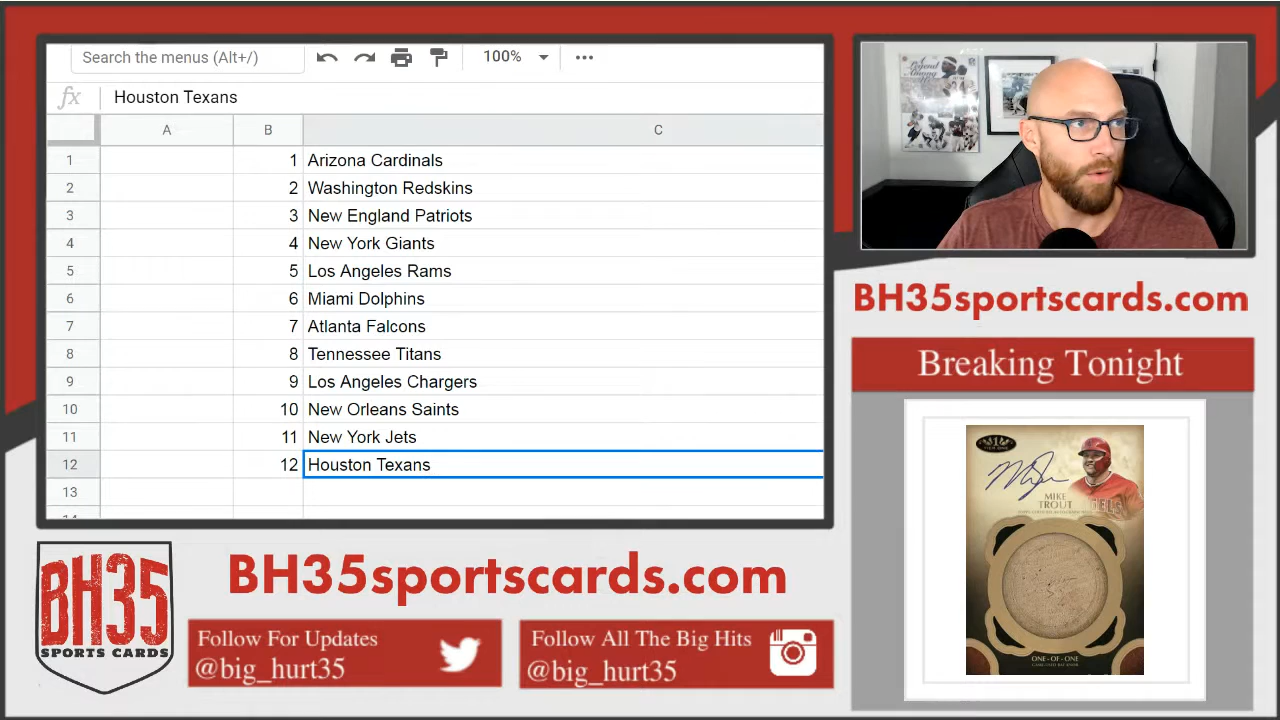 Search the menus (Alt+/)
100%
fx
Houston Texans
A
B
C
1 1 Arizona Cardinals
2 2 Washington Redskins
3 3 New England Patriots
4 4 New York Giants
5 5 Los Angeles Rams
6 6 Miami Dolphins
7 7 Atlanta Falcons
8 8 Tennessee Titans
9 9 Los Angeles Chargers
10 10 New Orleans Saints
11 11 New York Jets
12 12 Houston Texans
13
BH35sportscards.com
Breaking Tonight
TIER ONE
MIKE
TROUT
ONE-OF-ONE
BH35
SPORTS CARDS
BH35sportscards.com
Follow For Updates
@big_hurt35
Follow All The Big Hits
@big_hurt35